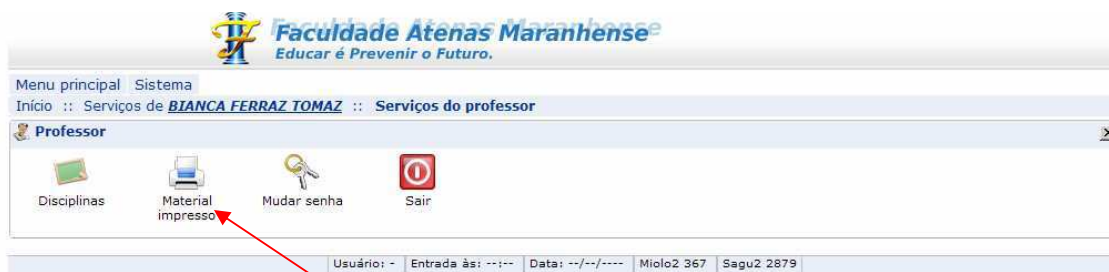 Faculdade Atenas Maranhense
Educar é Prevenir o Futuro.
Menu principal Sistema
Início :: Serviços de BIANCA FERRAZ TOMAZ :: Serviços do professor
Professor
Disciplinas
Material impresso
Mudar senha
Sair
Usuário: - Entrada às: --:-- Data: --/--/---- Miolo2 367 Sagu2 2879